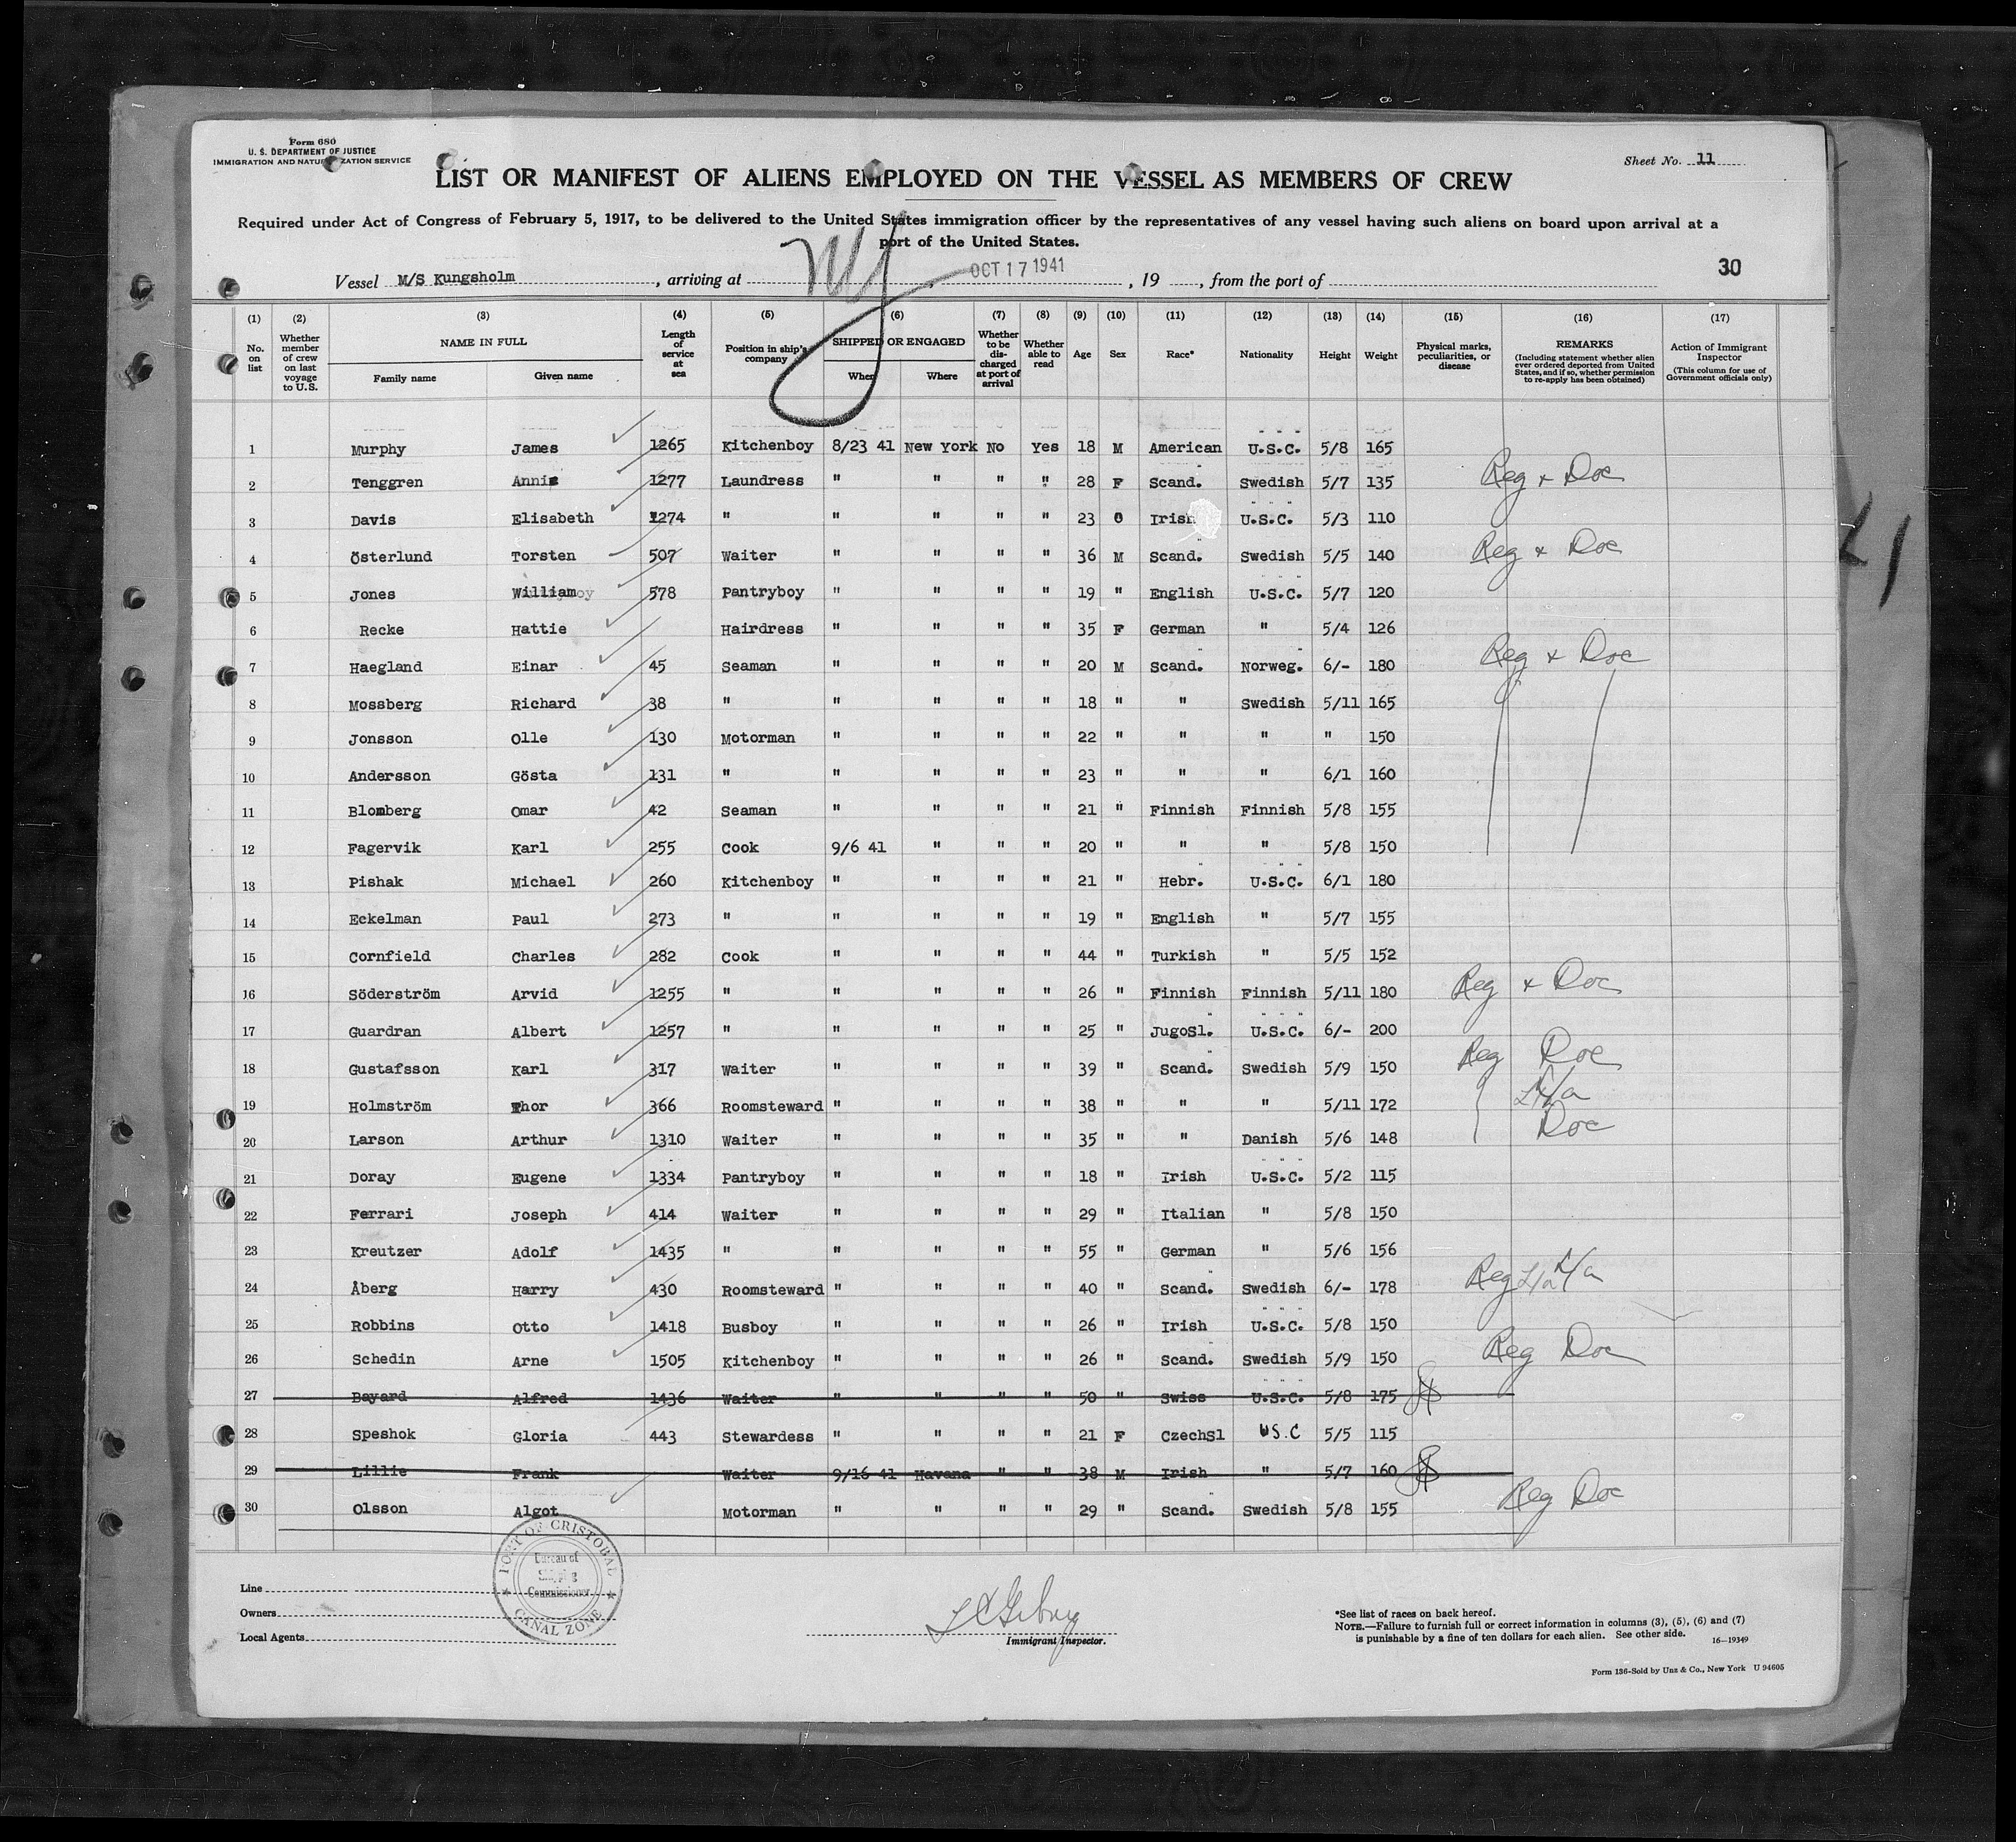 Form 680
U. S. DEPARTMENT OF JUSTICE
IMMIGRATION AND NATURALIZATION SERVICE
Sheet No. 11
LIST OR MANIFEST OF ALIENS EMPLOYED ON THE VESSEL AS MEMBERS OF CREW
Required under Act of Congress of February 5, 1917, to be delivered to the United States immigration officer by the representatives of any vessel having such aliens on board upon arrival at a
port of the United States.
Vessel M/S Kungsholm , arriving at NY , OCT 17 1941 , 19 , from the port of
30
(1) (2) (3) (4) (5) (6) (7) (8) (9) (10) (11) (12) (13) (14) (15) (16) (17)
No. on list
Whether member of crew on last voyage to U.S.
NAME IN FULL
Family name Given name
Length of service at sea
Position in ship's company
SHIPPED OR ENGAGED
When Where
Whether to be discharged at port of arrival
Whether able to read
Age
Sex
Race*
Nationality
Height
Weight
Physical marks, peculiarities, or disease
REMARKS
(Including statement whether alien ever ordered deported from United States, and if so, whether permission to re-apply has been obtained)
Action of Immigrant Inspector
(This column for use of Government officials only)
1 Murphy James 1265 Kitchenboy 8/23 41 New York No Yes 18 M American U.S.C. 5/8 165
2 Tenggren Annie 1277 Laundress " " " " 28 F Scand. Swedish 5/7 135 Reg + Doc
3 Davis Elisabeth 1274 " " " " " 23 Irish U.S.C. 5/3 110
4 Österlund Torsten 507 Waiter " " " " 36 M Scand. Swedish 5/5 140 Reg + Doc
5 Jones William 578 Pantryboy " " " " 19 " English U.S.C. 5/7 120
6 Recke Hattie Hairdress " " " " 35 F German " 5/4 126
7 Haegland Einar 45 Seaman " " " " 20 M Scand. Norweg. 6/- 180 Reg + Doc
8 Mossberg Richard 38 " " " " " 18 " " Swedish 5/11 165
9 Jonsson Olle 130 Motorman " " " " 22 " " " " 150
10 Andersson Gösta 131 " " " " " 23 " " " 6/1 160
11 Blomberg Omar 42 Seaman " " " " 21 " Finnish Finnish 5/8 155
12 Fagervik Karl 255 Cook 9/6 41 " " " 20 " " " 5/8 150
13 Pishak Michael 260 Kitchenboy " " " " 21 " Hebr. U.S.C. 6/1 180
14 Eckelman Paul 273 " " " " " 19 " English " 5/7 155
15 Cornfield Charles 282 Cook " " " " 44 " Turkish " 5/5 152
16 Söderström Arvid 1255 " " " " " 26 " Finnish Finnish 5/11 180 Reg + Doc
17 Guardran Albert 1257 " " " " " 25 " JugoSl. U.S.C. 6/- 200
18 Gustafsson Karl 317 Waiter " " " " 39 " Scand. Swedish 5/9 150 Reg Doc
19 Holmström Thor 366 Roomsteward " " " " 38 " " " 5/11 172
20 Larson Arthur 1310 Waiter " " " " 35 " " Danish 5/6 148 Doc
21 Doray Eugene 1334 Pantryboy " " " " 18 " Irish U.S.C. 5/2 115
22 Ferrari Joseph 414 Waiter " " " " 29 " Italian " 5/8 150
23 Kreutzer Adolf 1435 " " " " " 55 " German " 5/6 156
24 Åberg Harry 430 Roomsteward " " " " 40 " Scand. Swedish 6/- 178 Reg
25 Robbins Otto 1418 Busboy " " " " 26 " Irish U.S.C. 5/8 150
26 Schedin Arne 1505 Kitchenboy " " " " 26 " Scand. Swedish 5/9 150 Reg Doc
27 Bayard Alfred 1436 Waiter " " " " 50 " Swiss U.S.C. 5/8 175
28 Speshok Gloria 443 Stewardess " " " " 21 F CzechSl U.S.C 5/5 115
29 Lillie Frank Waiter 9/16 41 Havana " " 38 M Irish " 5/7 160
30 Olsson Algot Motorman " " " " 29 " Scand. Swedish 5/8 155 Reg Doc
PORT OF CRISTOBAL
Bureau of
Shipping
Commissioner
CANAL ZONE
Line
Owners
Local Agents
Immigrant Inspector.
*See list of races on back hereof.
NOTE.—Failure to furnish full or correct information in columns (3), (5), (6) and (7)
is punishable by a fine of ten dollars for each alien. See other side.
16—19349
Form 136-Sold by Unz & Co., New York U 94605